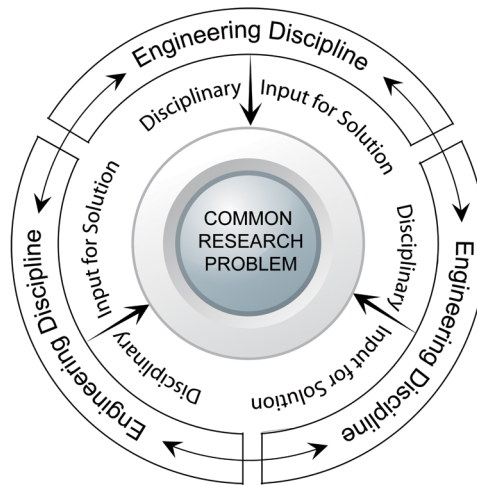 Engineering Discipline
Disciplinary Input for Solution
Engineering Discipline
Disciplinary Input for Solution
Engineering Discipline
Disciplinary Input for Solution
COMMON
RESEARCH
PROBLEM